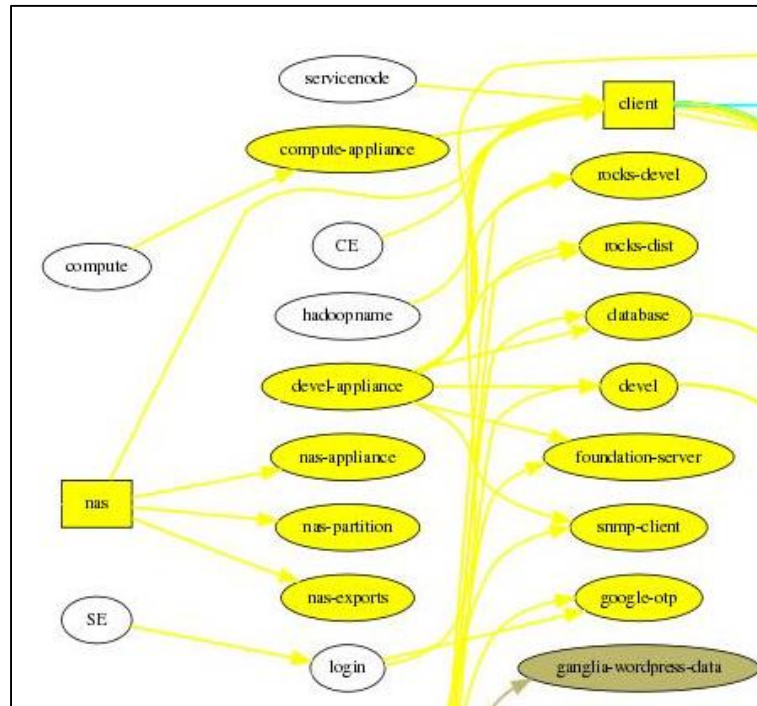 servicenode
client
compute-appliance
rocks-devel
CE
rocks-dist
compute
hadoopname
database
devel-appliance
devel
nas-appliance
foundation-server
nas
nas-partition
snmp-client
nas-exports
google-otp
SE
login
ganglia-wordpress-data